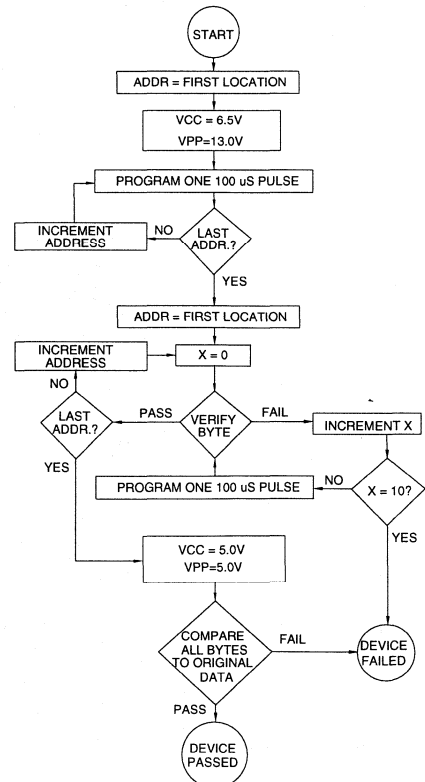 START
ADDR = FIRST LOCATION
VCC = 6.5V
VPP=13.0V
PROGRAM ONE 100 uS PULSE
INCREMENT
ADDRESS
NO
LAST
ADDR.?
YES
ADDR = FIRST LOCATION
INCREMENT
ADDRESS
X = 0
NO
LAST
ADDR.?
PASS
VERIFY
BYTE
FAIL
INCREMENT X
YES
PROGRAM ONE 100 uS PULSE
NO
X = 10?
YES
VCC = 5.0V
VPP=5.0V
COMPARE
ALL BYTES
TO ORIGINAL
DATA
FAIL
DEVICE
FAILED
PASS
DEVICE
PASSED